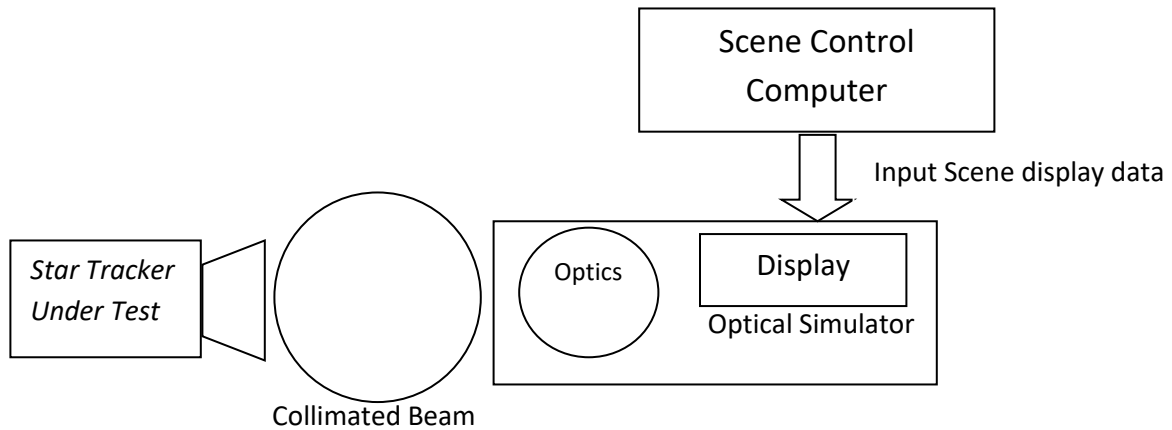 Scene Control
Computer
Input Scene display data
Star Tracker
Under Test
Optics
Display
Optical Simulator
Collimated Beam